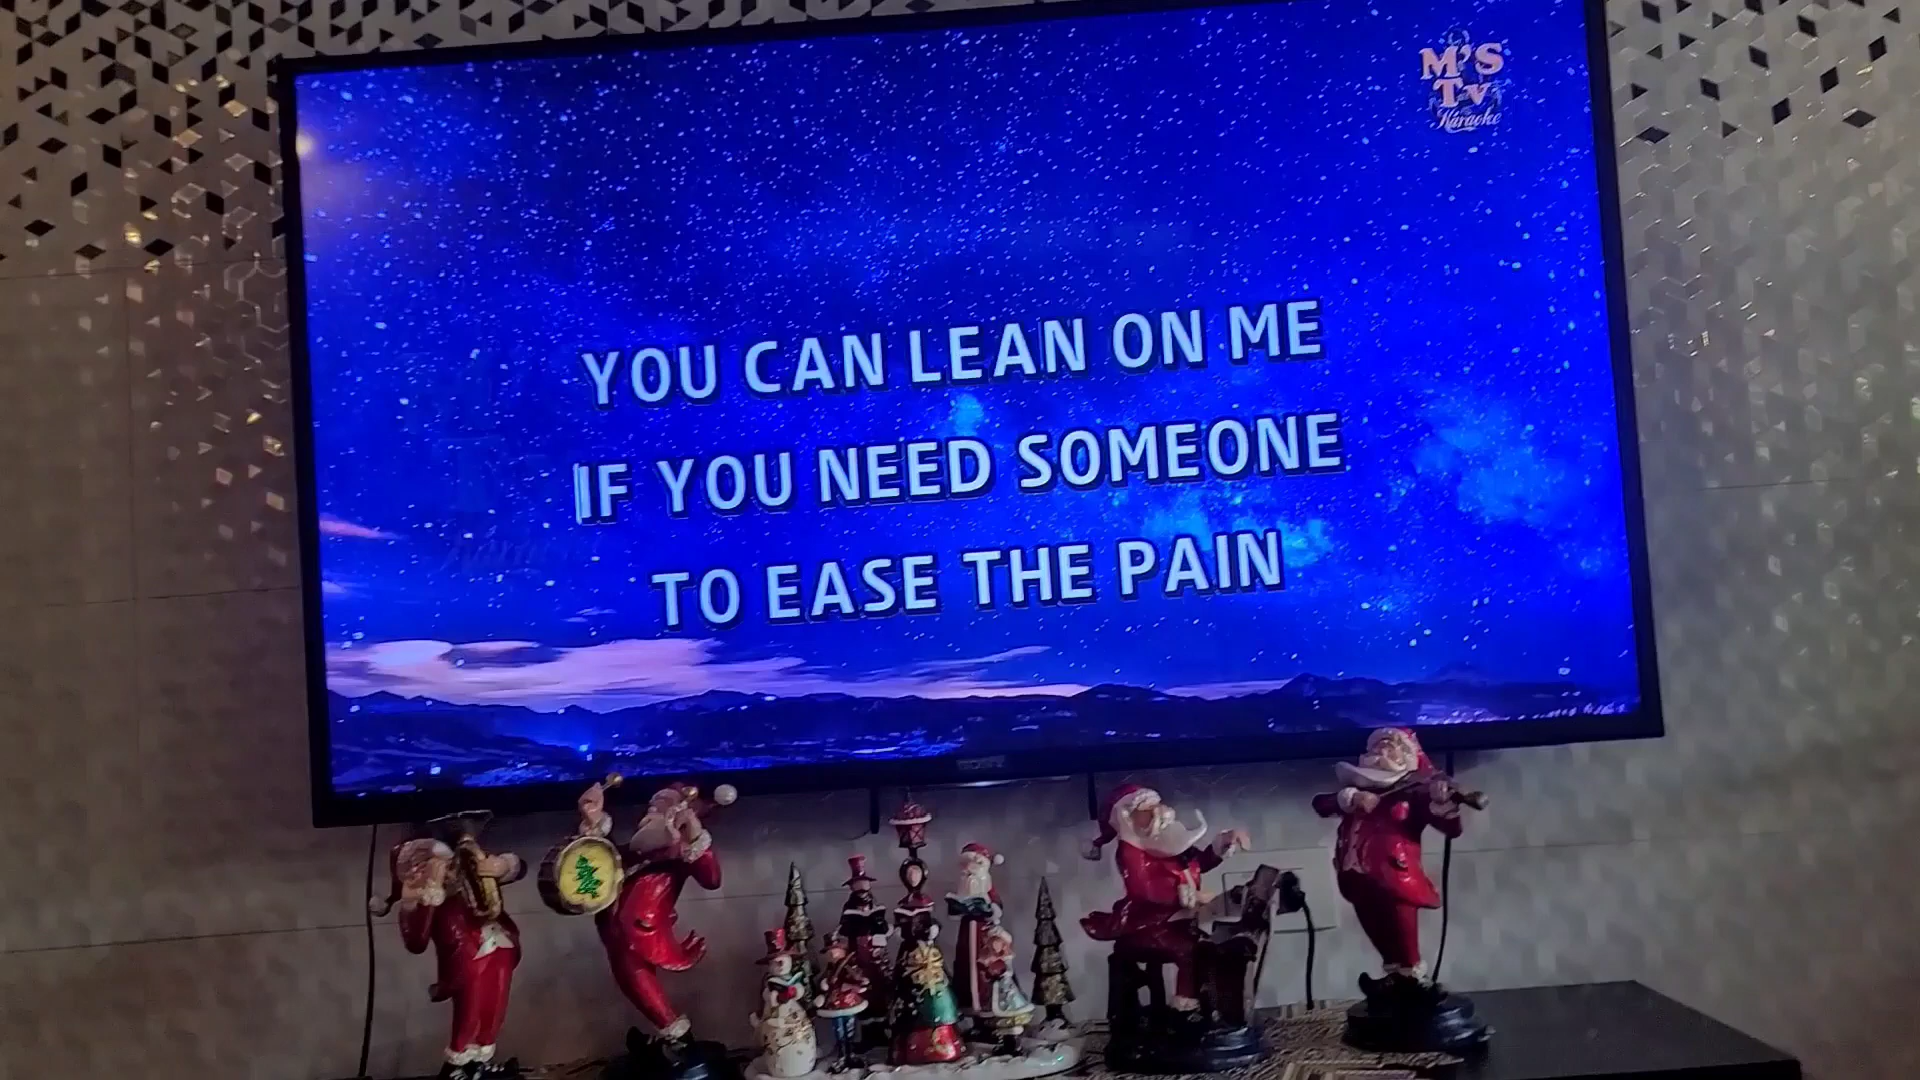 M'S
Tv
Karaoke
YOU CAN LEAN ON ME
IF YOU NEED SOMEONE
TO EASE THE PAIN